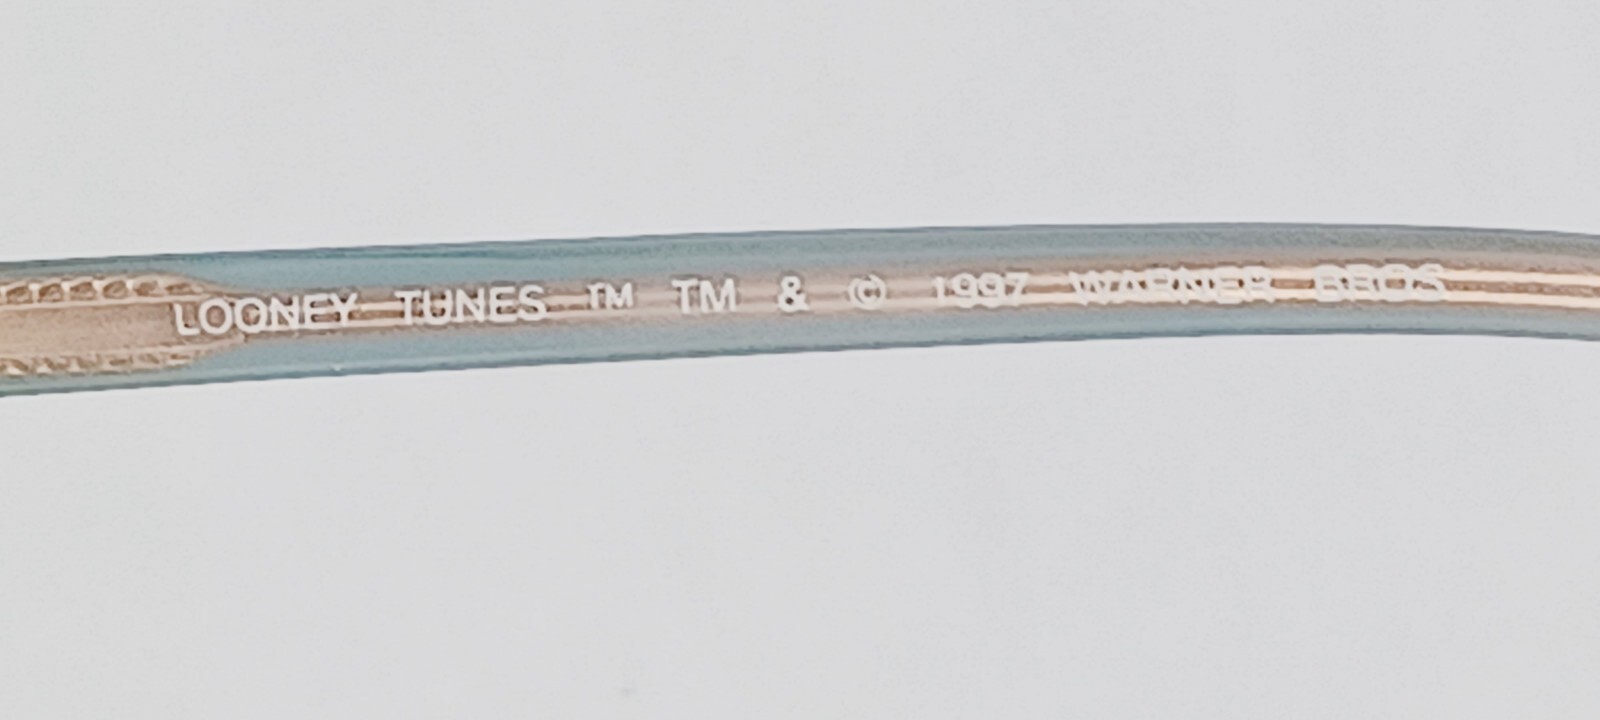 LOONEY TUNES ™ TM & © 1997 WARNER BROS